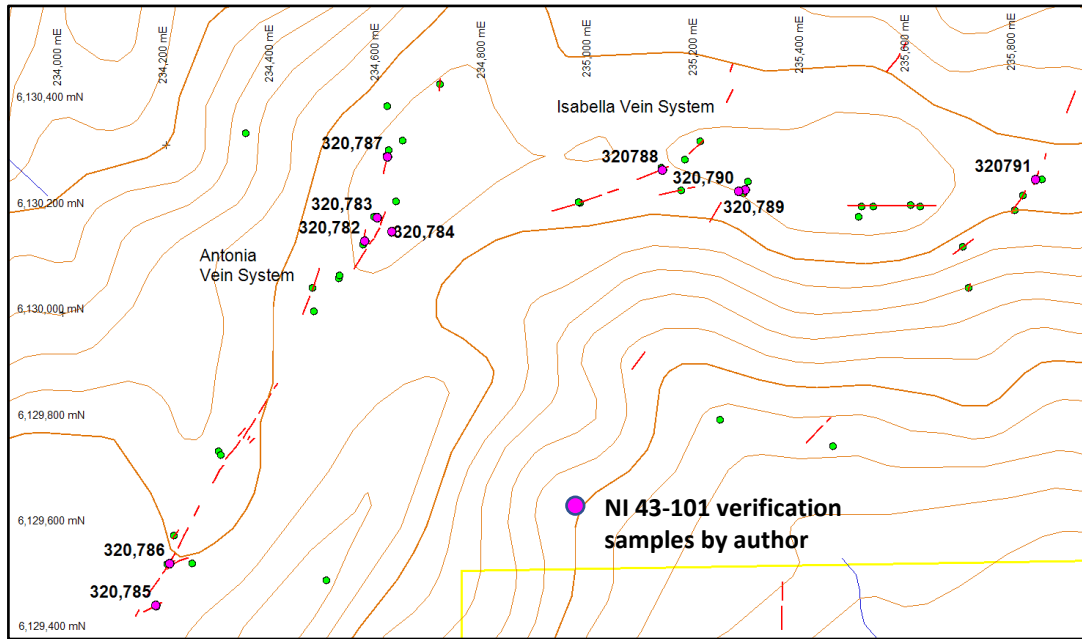 234,000 mE
234,200 mE
234,400 mE
234,600 mE
234,800 mE
235,000 mE
235,200 mE
235,400 mE
235,600 mE
235,800 mE
6,130,400 mN
Isabella Vein System
320,787
320788
320,790
320791
6,130,200 mN
320,783
320,789
320,782
320,784
Antonia
Vein System
6,130,000 mN
6,129,800 mN
6,129,600 mN
NI 43-101 verification
samples by author
320,786
320,785
6,129,400 mN